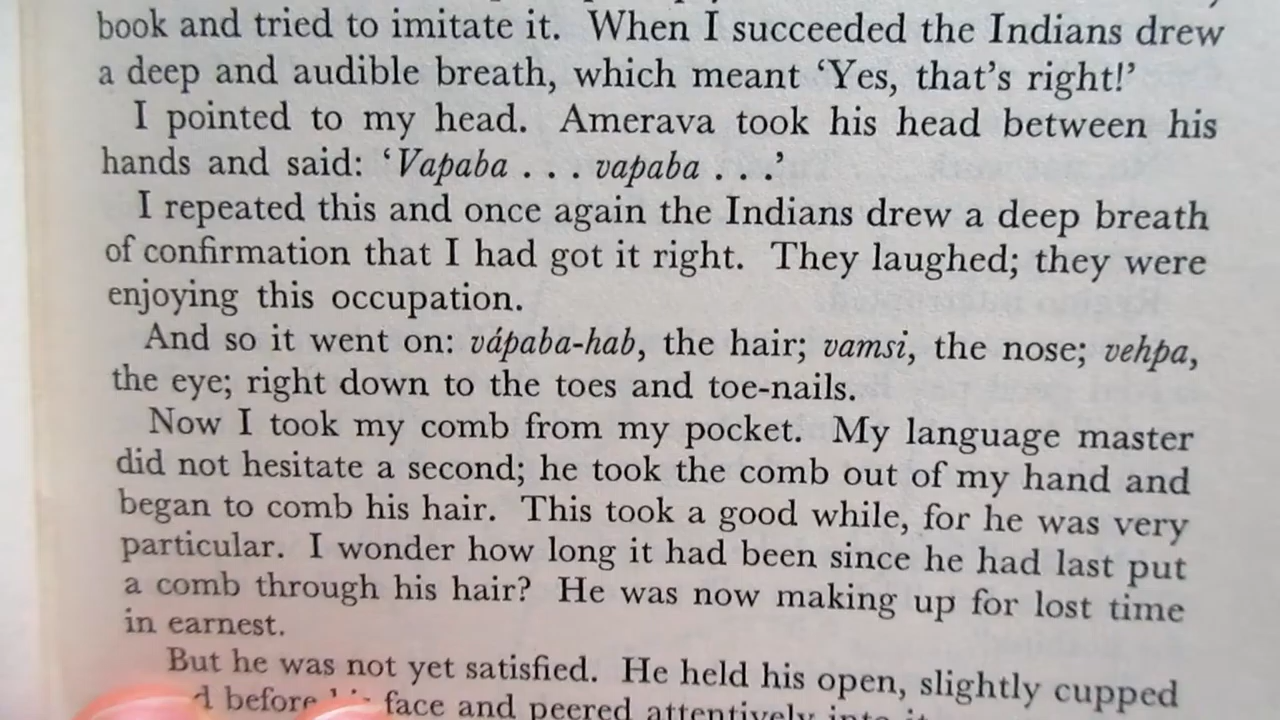 book and tried to imitate it. When I succeeded the Indians drew
a deep and audible breath, which meant ‘Yes, that’s right!’
I pointed to my head. Amerava took his head between his
hands and said: ‘Vapaba . . . vapaba . . .’
I repeated this and once again the Indians drew a deep breath
of confirmation that I had got it right. They laughed; they were
enjoying this occupation.
And so it went on: vápaba-hab, the hair; vamsi, the nose; vehpa,
the eye; right down to the toes and toe-nails.
Now I took my comb from my pocket. My language master
did not hesitate a second; he took the comb out of my hand and
began to comb his hair. This took a good while, for he was very
particular. I wonder how long it had been since he had last put
a comb through his hair? He was now making up for lost time
in earnest.
But he was not yet satisfied. He held his open, slightly cupped
before face and peered attentively into it